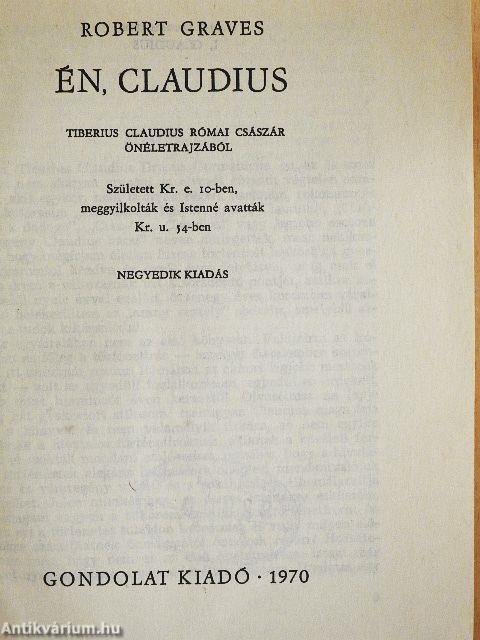 ROBERT GRAVES
ÉN, CLAUDIUS
TIBERIUS CLAUDIUS RÓMAI CSÁSZÁR
ÖNÉLETRAJZÁBÓL
Született Kr. e. 10-ben,
meggyilkolták és Istenné avatták
Kr. u. 54-ben
NEGYEDIK KIADÁS
GONDOLAT KIADÓ · 1970
Antikvárium.hu